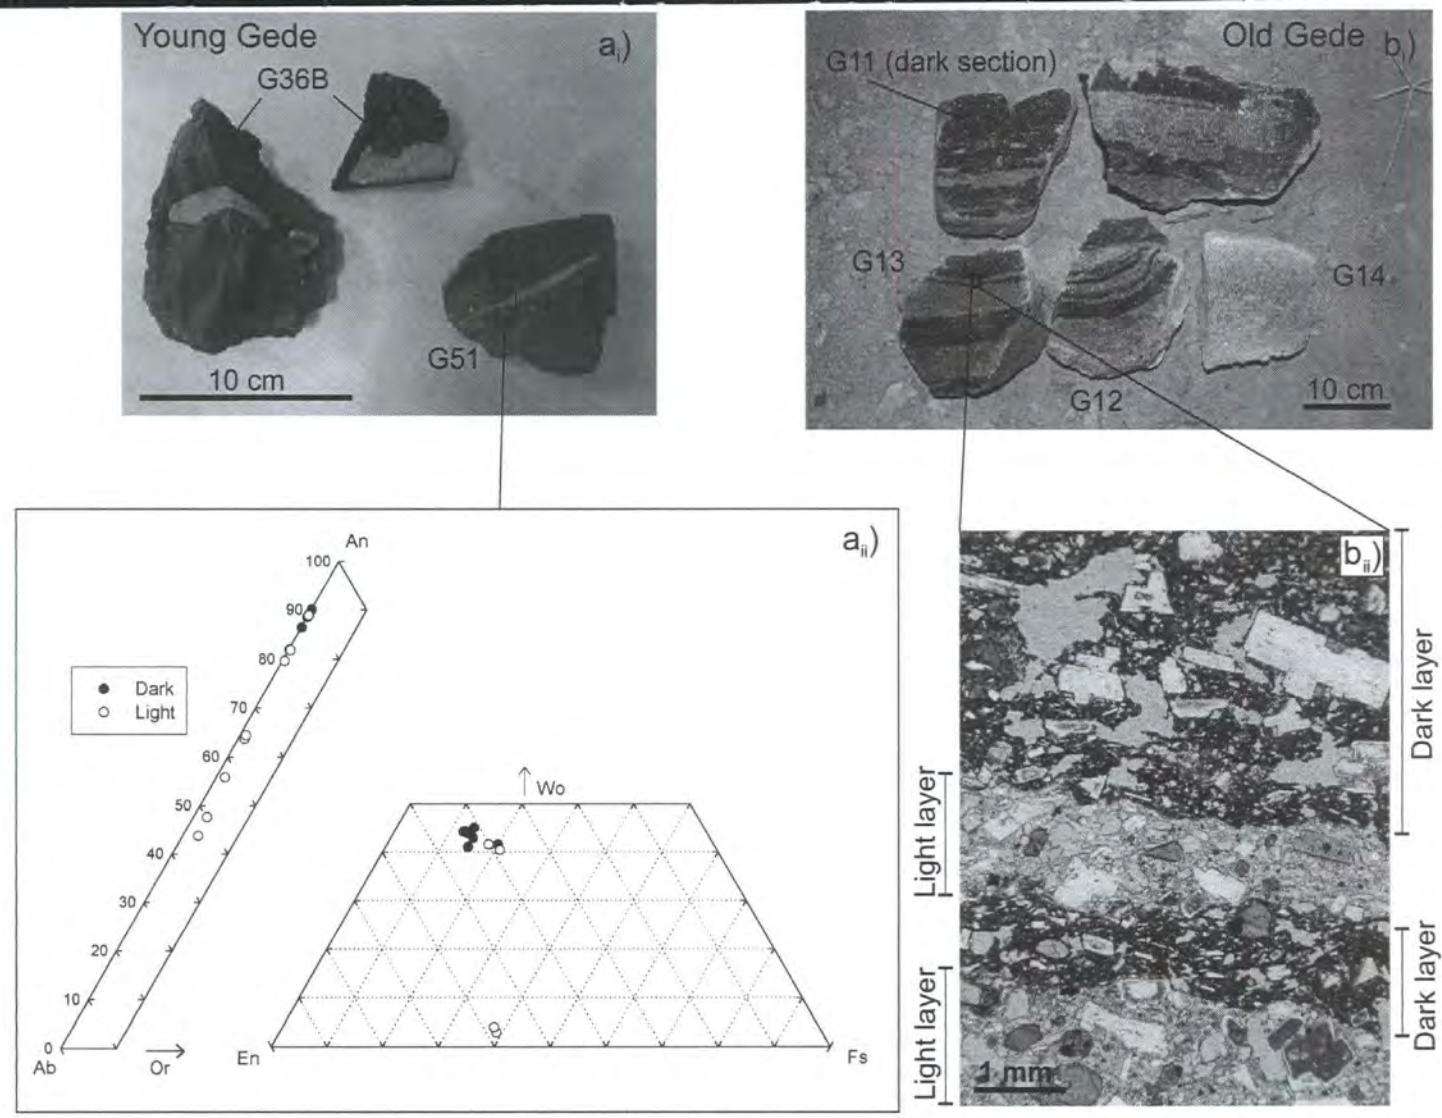 Young Gede
a_i)
G36B
G51
10 cm
Old Gede b_i)
G11 (dark section)
G13
G14
G12
10 cm
a_ii)
An
100
90
80
70
60
50
40
30
20
10
0
Ab
Or
Dark
Light
Wo
En
Fs
b_ii)
Dark layer
Light layer
Dark layer
Light layer
1 mm